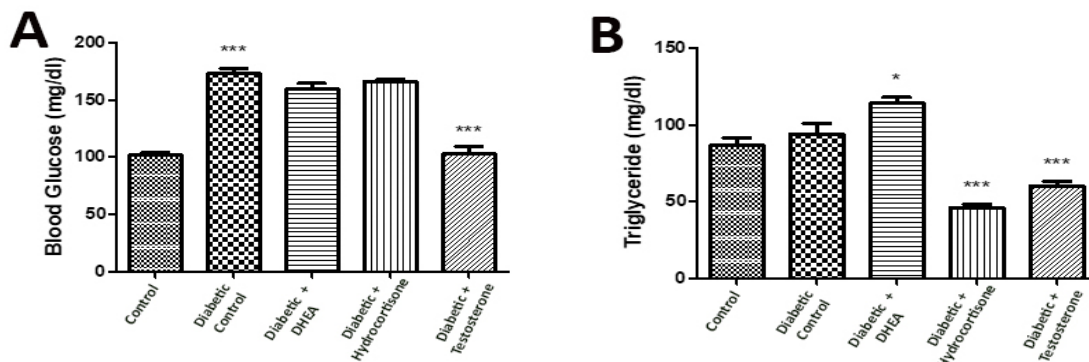 A
Blood Glucose (mg/dl)
200
150
100
50
0
***
***
Control
Diabetic
Control
Diabetic +
DHEA
Diabetic +
Hydrocortisone
Diabetic +
Testosterone
B
Triglyceride (mg/dl)
150
100
50
0
*
***
***
Control
Diabetic
Control
Diabetic +
DHEA
Diabetic +
Hydrocortisone
Diabetic +
Testosterone